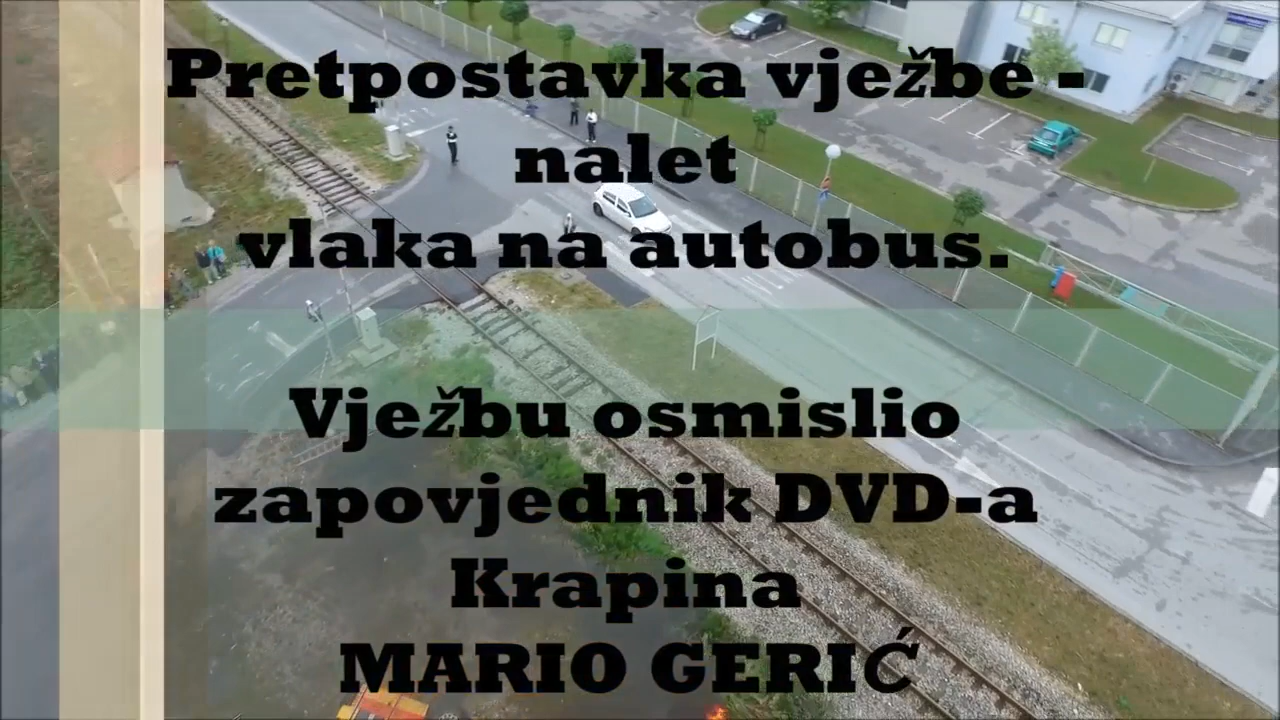 Pretpostavka vježbe -
nalet
vlaka na autobus.
Vježbu osmislio
zapovjednik DVD-a
Krapina
MARIO GERIĆ